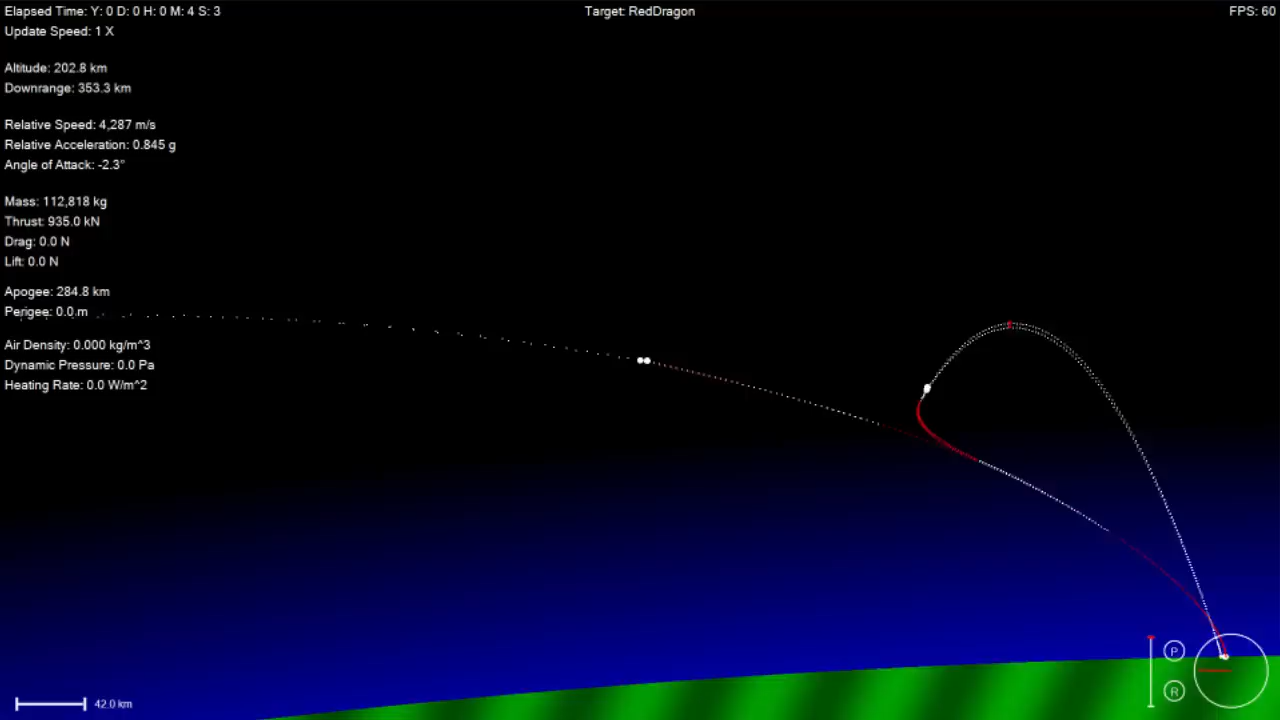 Elapsed Time: Y: 0 D: 0 H: 0 M: 4 S: 3
Target: RedDragon
FPS: 60
Update Speed: 1 X
Altitude: 202.8 km
Downrange: 353.3 km
Relative Speed: 4,287 m/s
Relative Acceleration: 0.845 g
Angle of Attack: -2.3°
Mass: 112,818 kg
Thrust: 935.0 kN
Drag: 0.0 N
Lift: 0.0 N
Apogee: 284.8 km
Perigee: 0.0 m
Air Density: 0.000 kg/m^3
Dynamic Pressure: 0.0 Pa
Heating Rate: 0.0 W/m^2
P
R
42.0 km